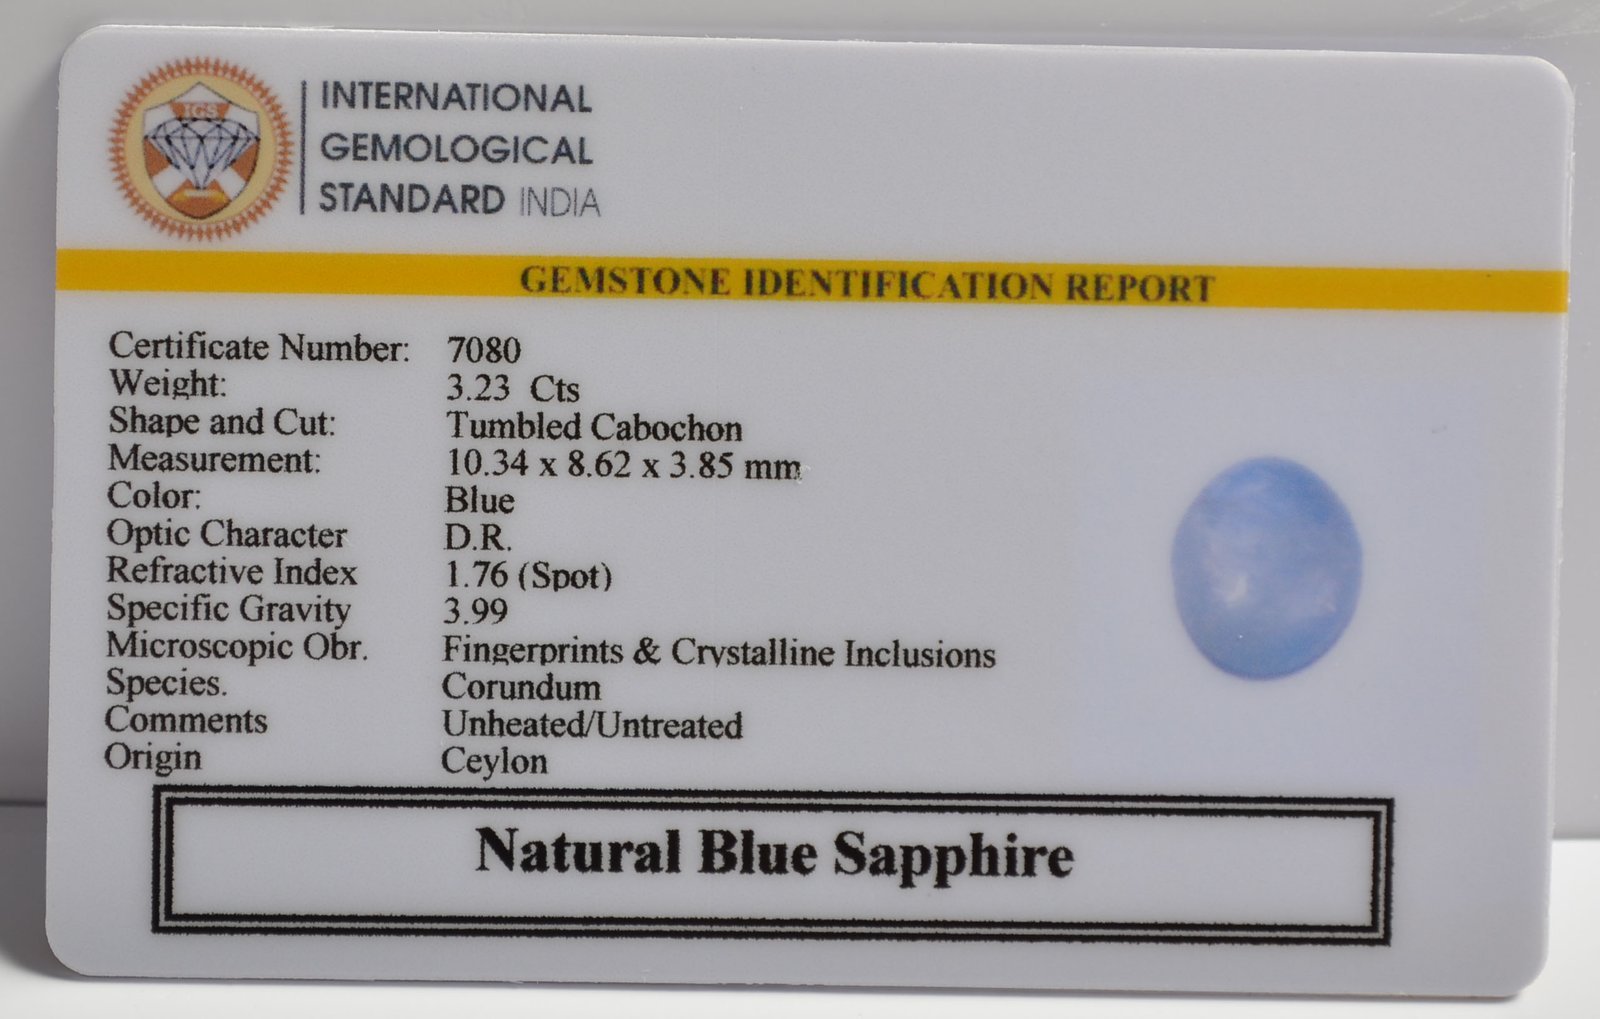 IGS
INTERNATIONAL
GEMOLOGICAL
STANDARD INDIA
GEMSTONE IDENTIFICATION REPORT
Certificate Number: 7080
Weight: 3.23 Cts
Shape and Cut: Tumbled Cabochon
Measurement: 10.34 x 8.62 x 3.85 mm
Color: Blue
Optic Character D.R.
Refractive Index 1.76 (Spot)
Specific Gravity 3.99
Microscopic Obr. Fingerprints & Crystalline Inclusions
Species. Corundum
Comments Unheated/Untreated
Origin Ceylon
Natural Blue Sapphire